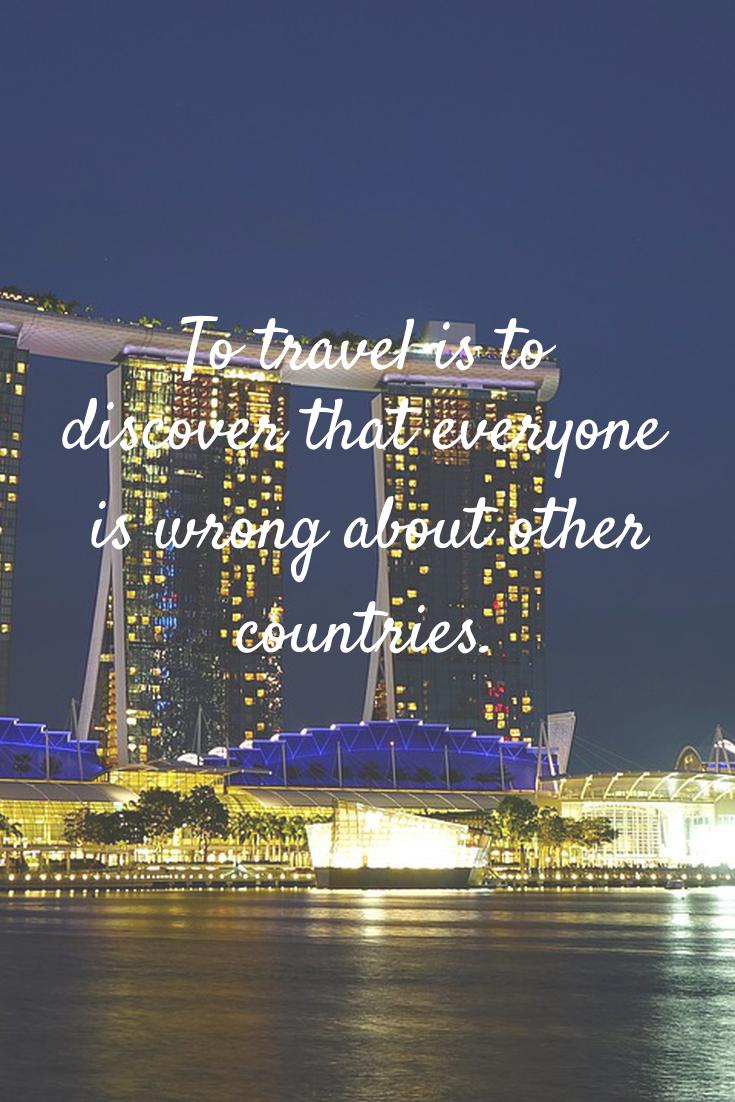 To travel is to
discover that everyone
is wrong about other
countries.